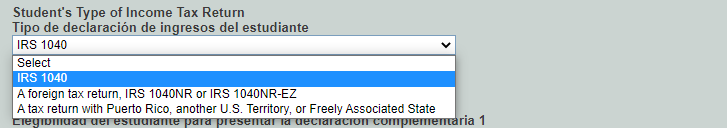 Student's Type of Income Tax Return
Tipo de declaración de ingresos del estudiante
IRS 1040
Select
IRS 1040
A foreign tax return, IRS 1040NR or IRS 1040NR-EZ
A tax return with Puerto Rico, another U.S. Territory, or Freely Associated State
Elegibilidad del estudiante para presentar la declaración complementaria 1